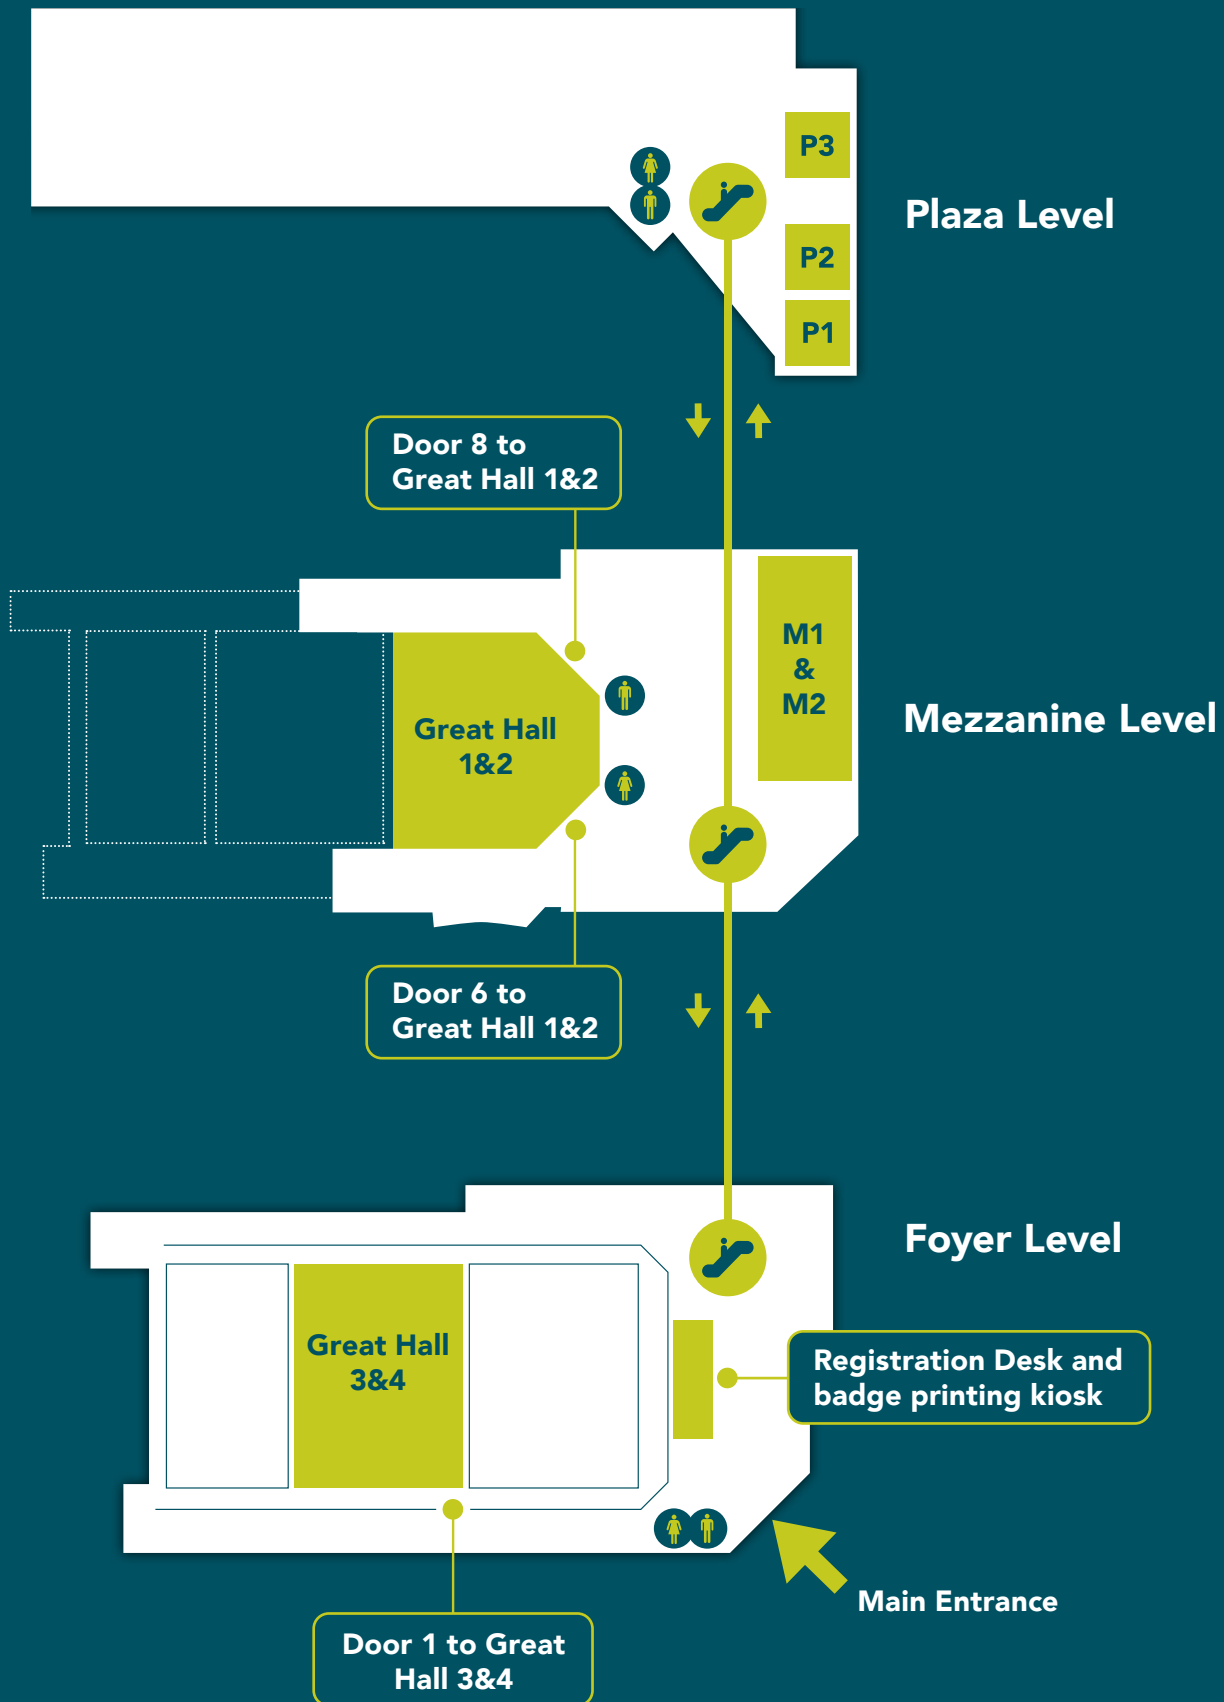 P3
Plaza Level
P2
P1
Door 8 to
Great Hall 1&2
M1
&
M2
Great Hall
1&2
Mezzanine Level
Door 6 to
Great Hall 1&2
Foyer Level
Great Hall
3&4
Registration Desk and
badge printing kiosk
Main Entrance
Door 1 to Great
Hall 3&4